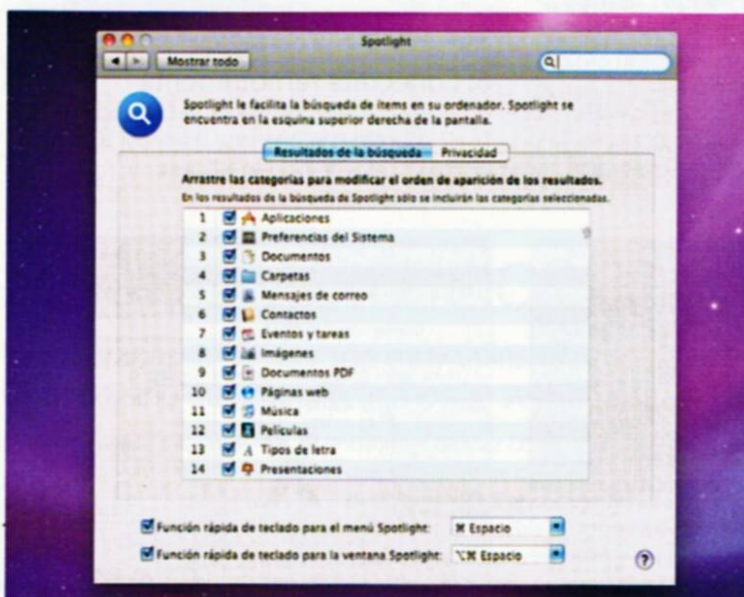 Spotlight
Mostrar todo
Spotlight le facilita la búsqueda de ítems en su ordenador. Spotlight se
encuentra en la esquina superior derecha de la pantalla.
Resultados de la búsqueda Privacidad
Arrastre las categorías para modificar el orden de aparición de los resultados.
En los resultados de la búsqueda de Spotlight sólo se incluirán las categorías seleccionadas.
1 Aplicaciones
2 Preferencias del Sistema
3 Documentos
4 Carpetas
5 Mensajes de correo
6 Contactos
7 Eventos y tareas
8 Imágenes
9 Documentos PDF
10 Páginas web
11 Música
12 Películas
13 Tipos de letra
14 Presentaciones
Función rápida de teclado para el menú Spotlight: ⌘ Espacio
Función rápida de teclado para la ventana Spotlight: ⌥⌘ Espacio
?